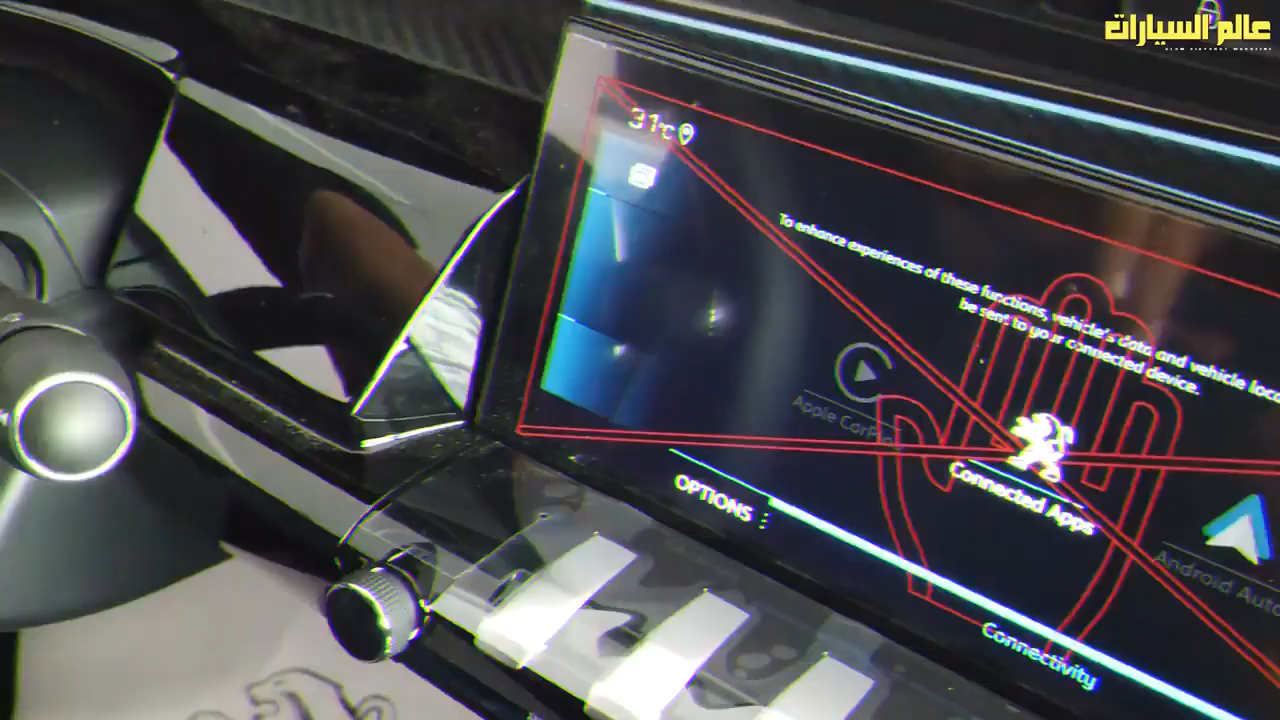 عالم السيارات
31°C
To enhance experiences of these functions, vehicle's data and vehicle loca
be sent to your connected device.
Apple CarPl
Connected Apps
Android Auto
OPTIONS
Connectivity